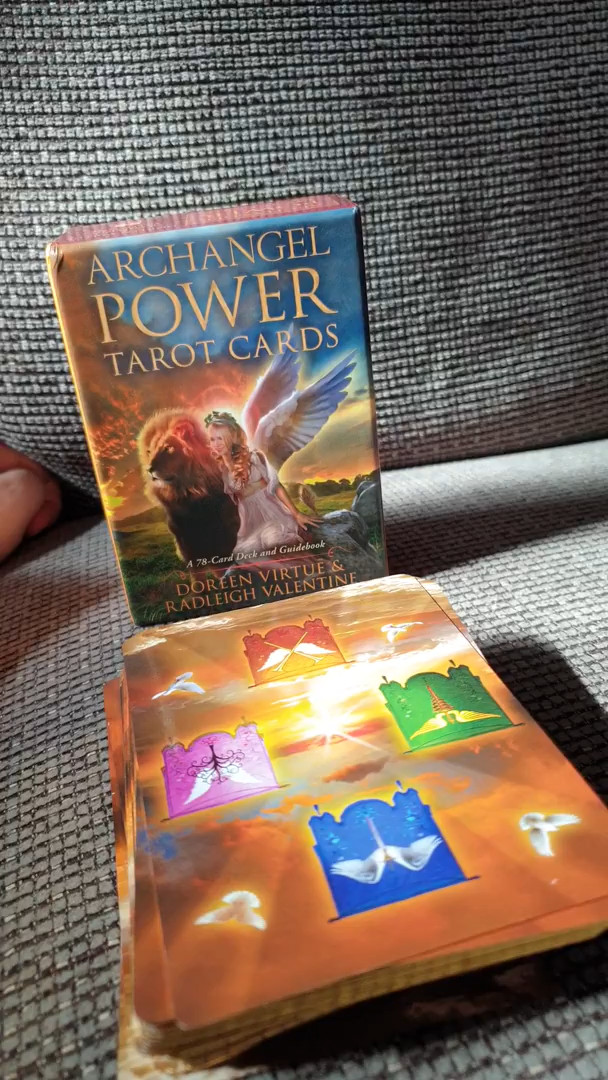 ARCHANGEL
POWER
TAROT CARDS
A 78-Card Deck and Guidebook
DOREEN VIRTUE &
RADLEIGH VALENTINE